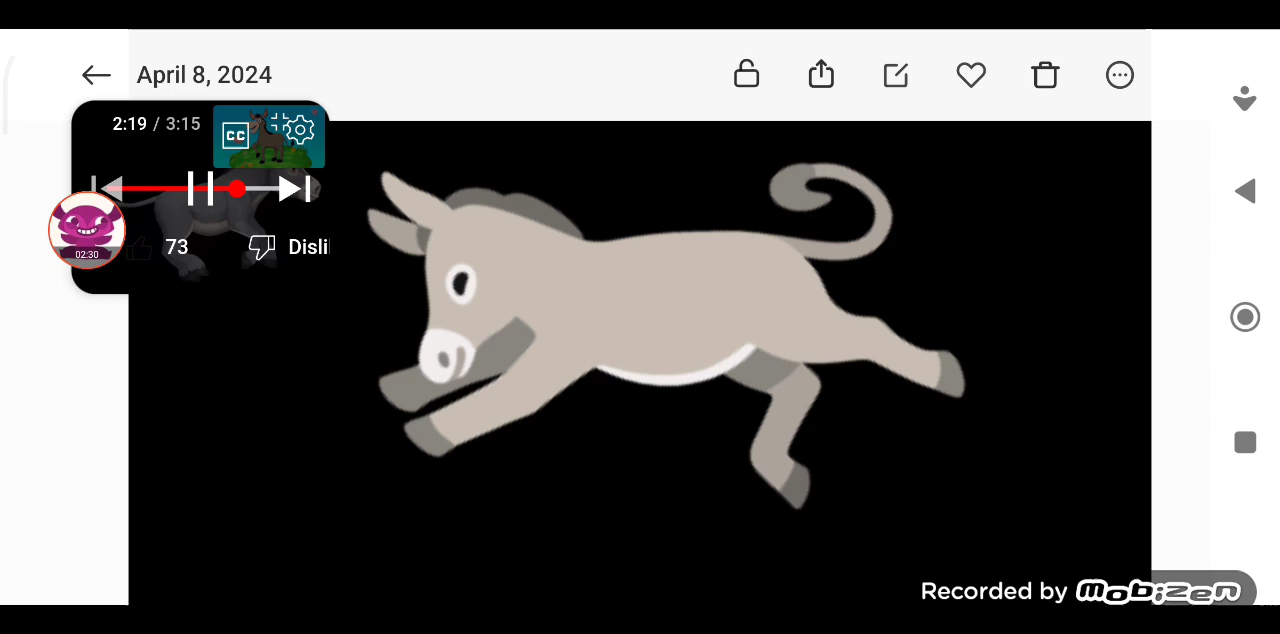 April 8, 2024
2:19 / 3:15
CC
02:30
73
Disli
Recorded by Mobizen